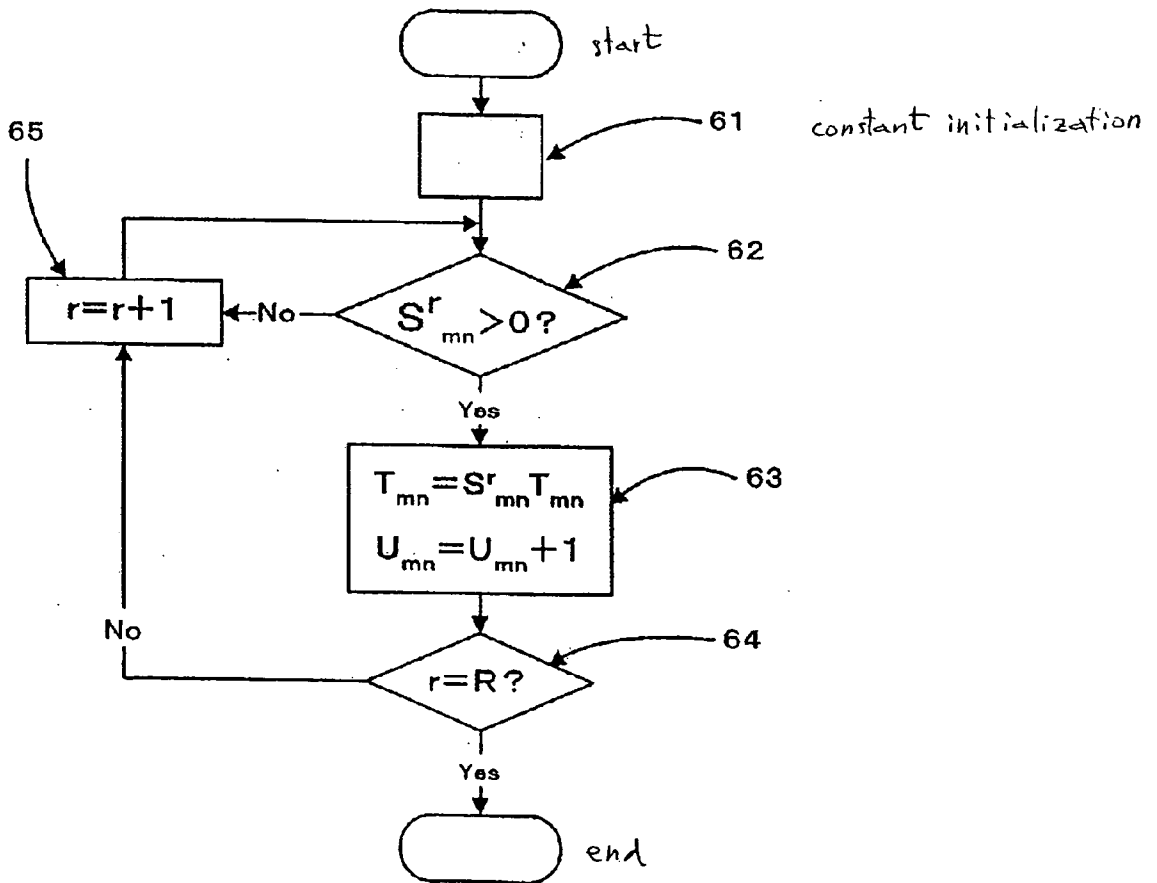 start
61
constant initialization
65
62
r=r+1
No
S^r_mn>0?
Yes
63
T_mn=S^r_mn T_mn
U_mn=U_mn+1
No
64
r=R?
Yes
end